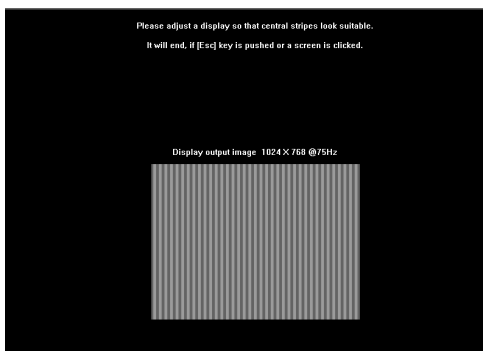 Please adjust a display so that central stripes look suitable.
It will end, if [Esc] key is pushed or a screen is clicked.
Display output image 1024×768 @75Hz